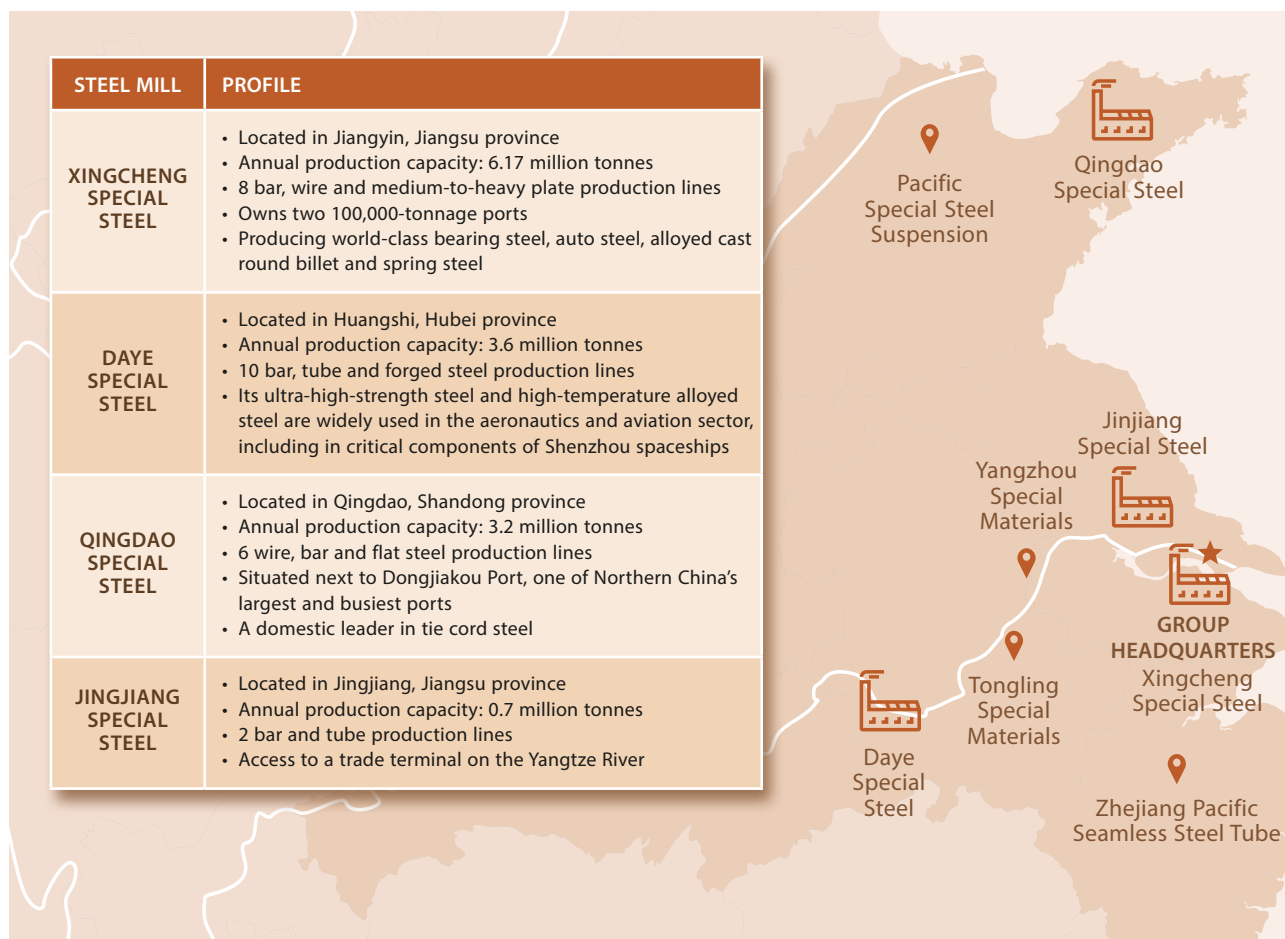 STEEL MILL
PROFILE
XINGCHENG
SPECIAL
STEEL
• Located in Jiangyin, Jiangsu province
• Annual production capacity: 6.17 million tonnes
• 8 bar, wire and medium-to-heavy plate production lines
• Owns two 100,000-tonnage ports
• Producing world-class bearing steel, auto steel, alloyed cast
round billet and spring steel
DAYE
SPECIAL
STEEL
• Located in Huangshi, Hubei province
• Annual production capacity: 3.6 million tonnes
• 10 bar, tube and forged steel production lines
• Its ultra-high-strength steel and high-temperature alloyed
steel are widely used in the aeronautics and aviation sector,
including in critical components of Shenzhou spaceships
QINGDAO
SPECIAL
STEEL
• Located in Qingdao, Shandong province
• Annual production capacity: 3.2 million tonnes
• 6 wire, bar and flat steel production lines
• Situated next to Dongjiakou Port, one of Northern China's
largest and busiest ports
• A domestic leader in tie cord steel
JINGJIANG
SPECIAL
STEEL
• Located in Jingjiang, Jiangsu province
• Annual production capacity: 0.7 million tonnes
• 2 bar and tube production lines
• Access to a trade terminal on the Yangtze River
Pacific
Special Steel
Suspension
Qingdao
Special Steel
Jinjiang
Special Steel
Yangzhou
Special
Materials
GROUP
HEADQUARTERS
Xingcheng
Special Steel
Tongling
Special
Materials
Daye
Special
Steel
Zhejiang Pacific
Seamless Steel Tube